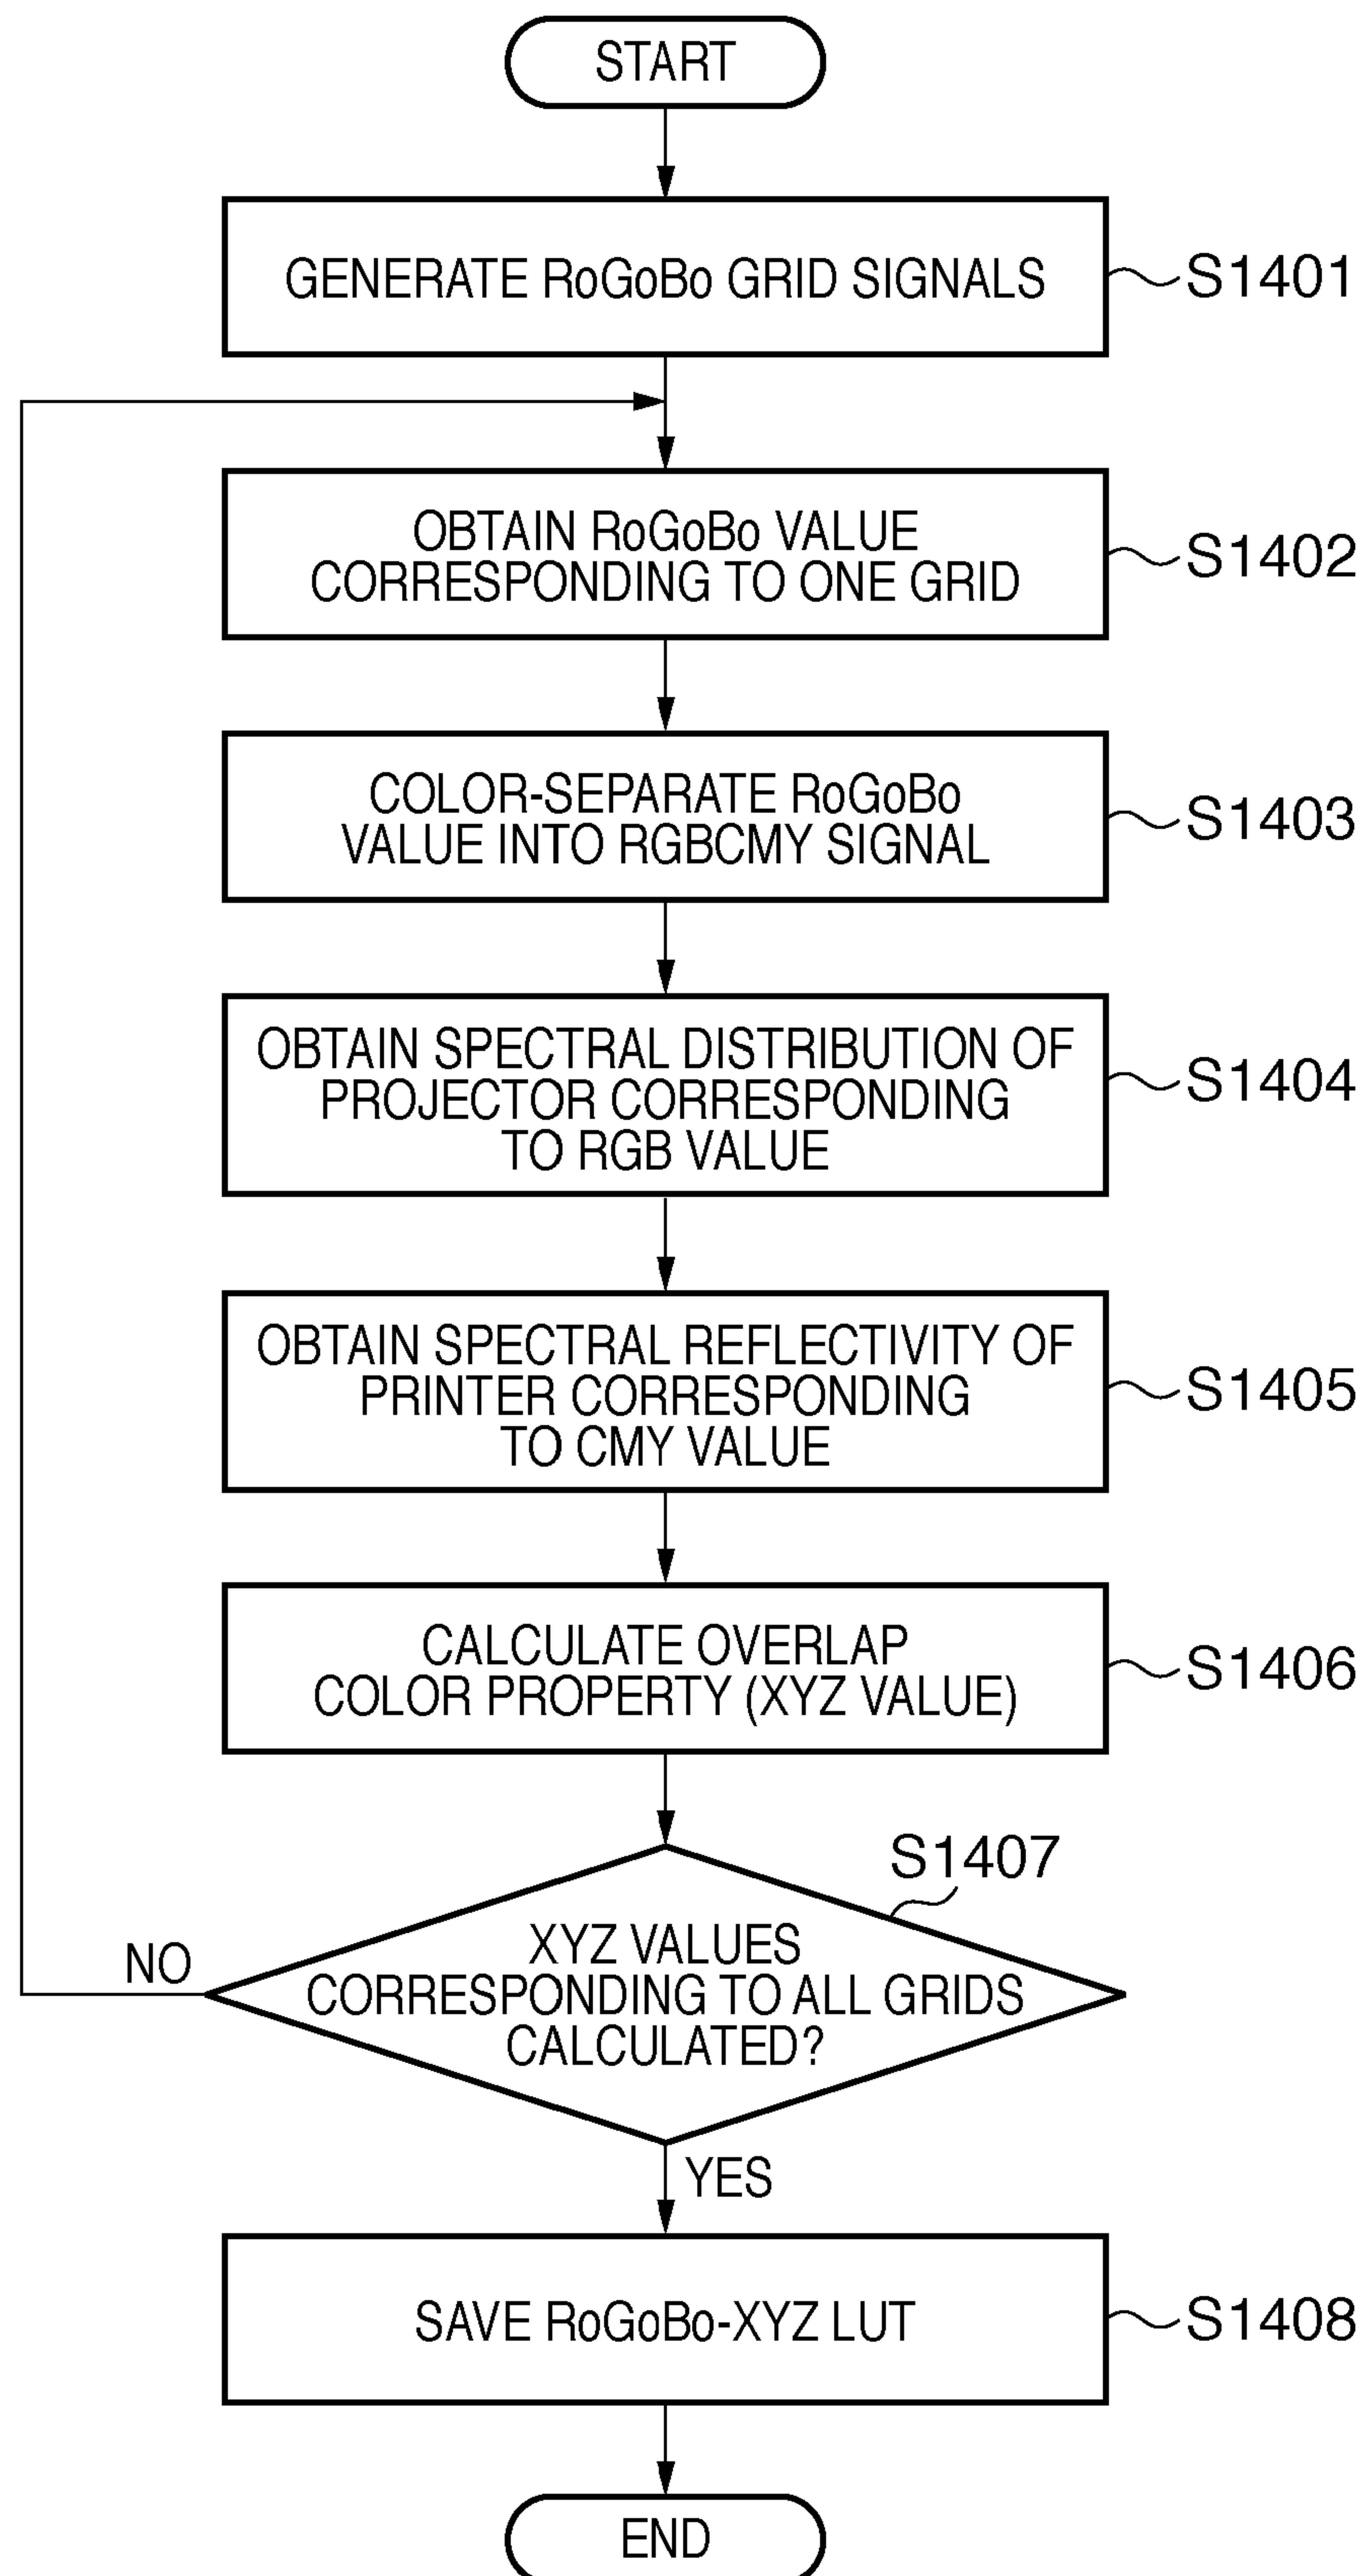 START
GENERATE RoGoBo GRID SIGNALS
S1401
OBTAIN RoGoBo VALUE
CORRESPONDING TO ONE GRID
S1402
COLOR-SEPARATE RoGoBo
VALUE INTO RGBCMY SIGNAL
S1403
OBTAIN SPECTRAL DISTRIBUTION OF
PROJECTOR CORRESPONDING
TO RGB VALUE
S1404
OBTAIN SPECTRAL REFLECTIVITY OF
PRINTER CORRESPONDING
TO CMY VALUE
S1405
CALCULATE OVERLAP
COLOR PROPERTY (XYZ VALUE)
S1406
S1407
XYZ VALUES
CORRESPONDING TO ALL GRIDS
CALCULATED?
NO
YES
SAVE RoGoBo-XYZ LUT
S1408
END